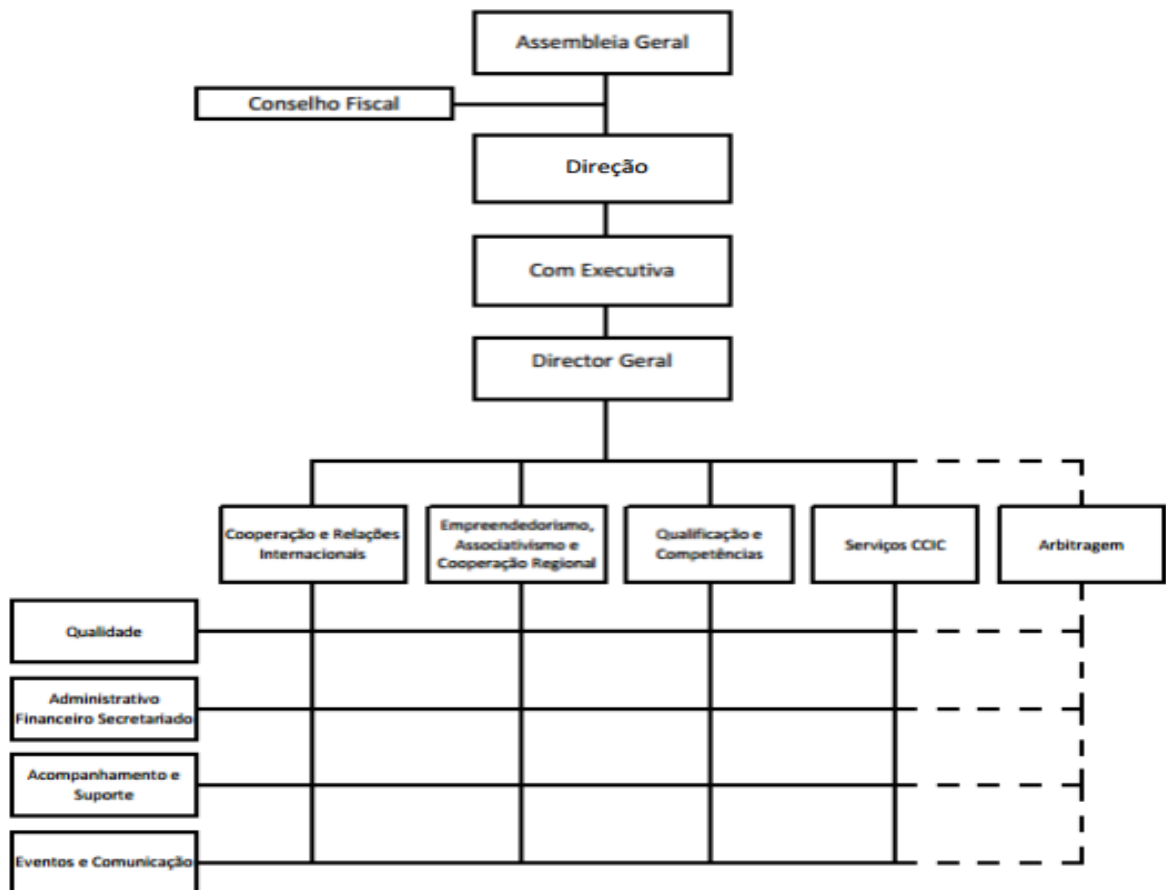 Assembleia Geral
Conselho Fiscal
Direção
Com Executiva
Director Geral
Cooperação e Relações
Internacionais
Empreendedorismo,
Associativismo e
Cooperação Regional
Qualificação e
Competências
Serviços CCIC
Arbitragem
Qualidade
Administrativo
Financeiro Secretariado
Acompanhamento e
Suporte
Eventos e Comunicação